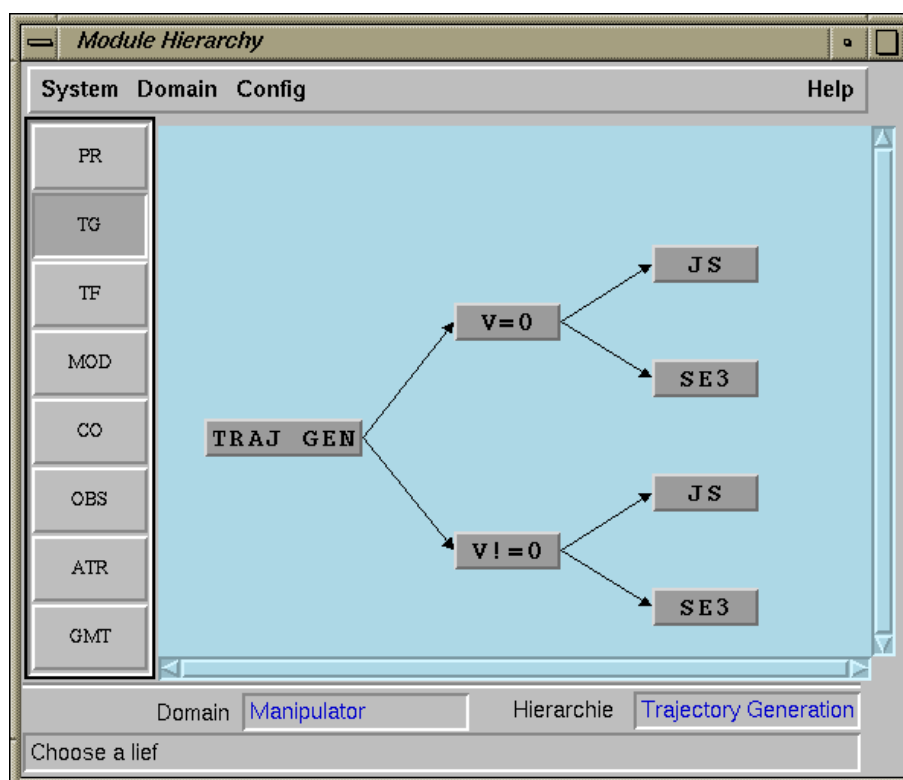 Module Hierarchy
System Domain Config Help
PR
TG
TF
MOD
CO
OBS
ATR
GMT
JS
V=0
SE3
TRAJ GEN
JS
V!=0
SE3
Domain Manipulator Hierarchie Trajectory Generation
Choose a lief